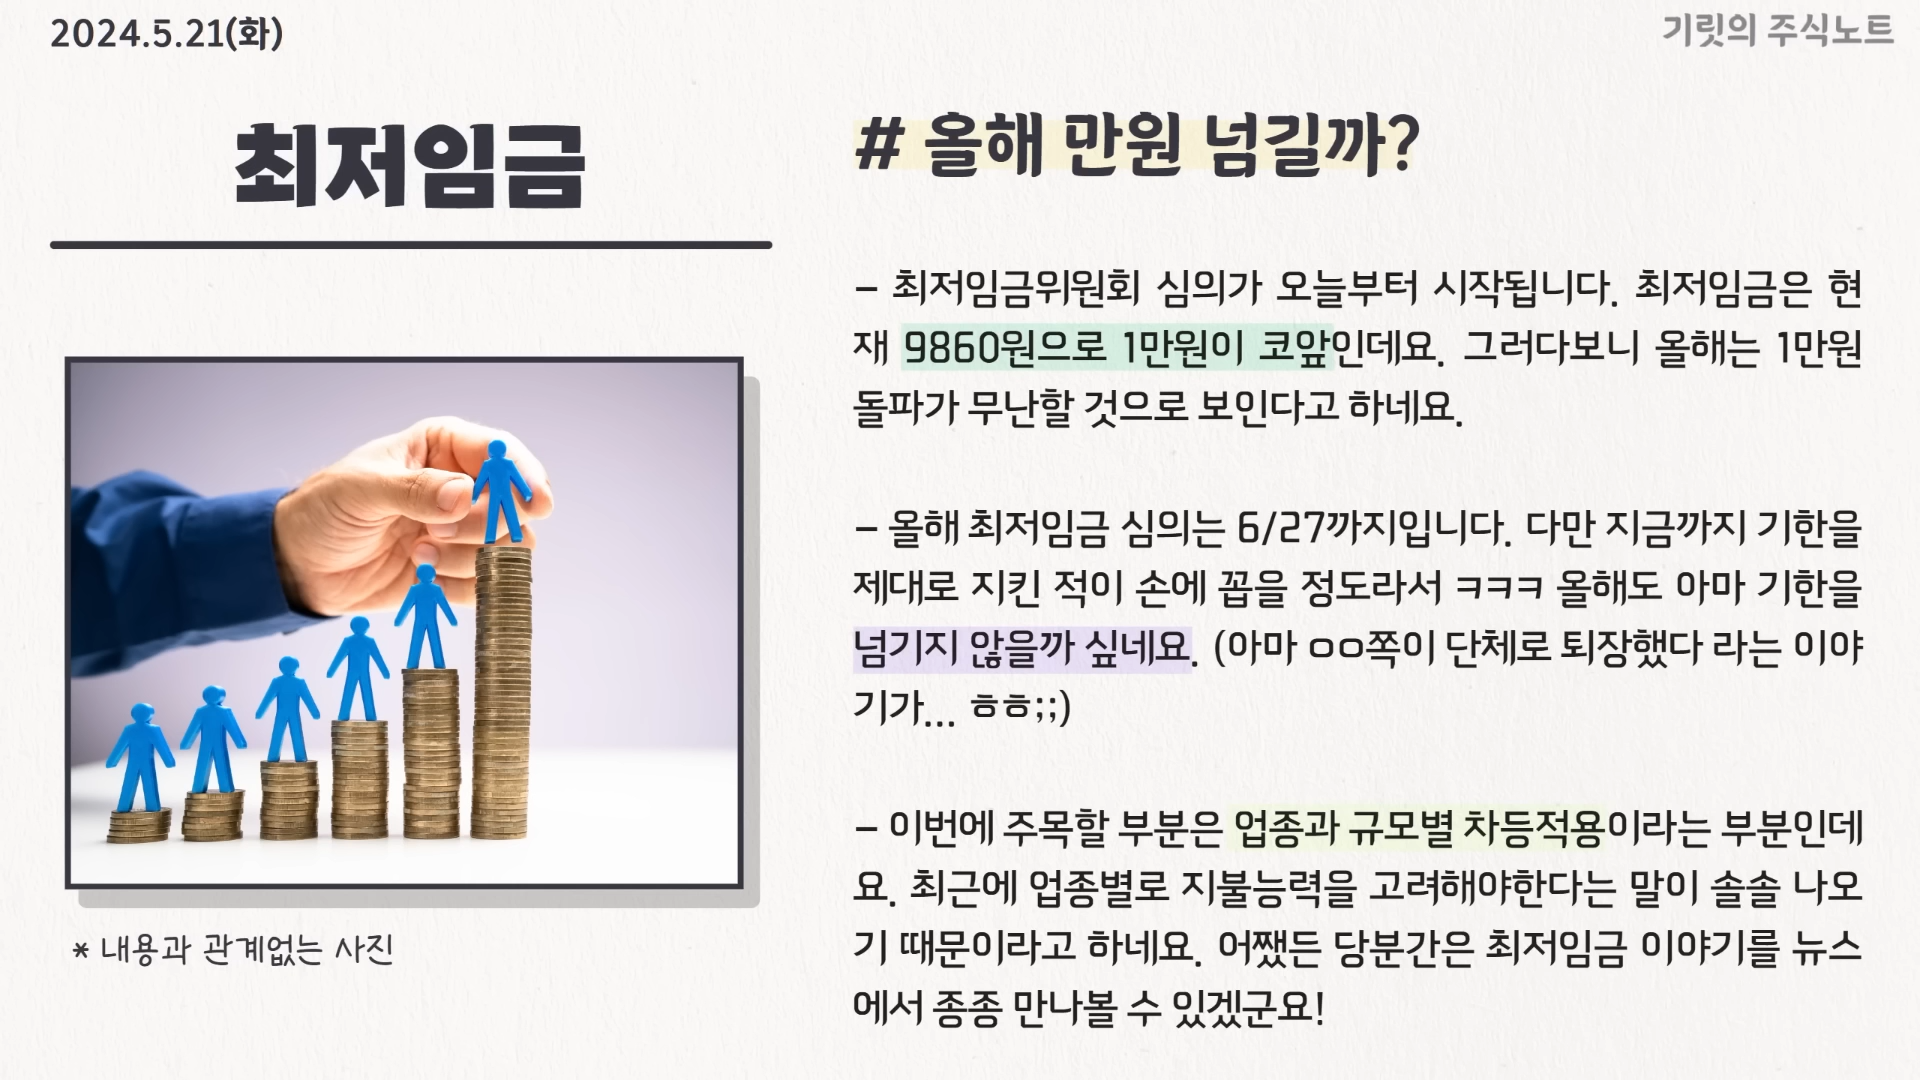 2024.5.21(화)
기릿의 주식노트
최저임금
# 올해 만원 넘길까?
– 최저임금위원회 심의가 오늘부터 시작됩니다. 최저임금은 현
재 9860원으로 1만원이 코앞인데요. 그러다보니 올해는 1만원
돌파가 무난할 것으로 보인다고 하네요.
– 올해 최저임금 심의는 6/27까지입니다. 다만 지금까지 기한을
제대로 지킨 적이 손에 꼽을 정도라서 ㅋㅋㅋ 올해도 아마 기한을
넘기지 않을까 싶네요. (아마 ㅇㅇ쪽이 단체로 퇴장했다 라는 이야
기가... ㅎㅎ;;)
– 이번에 주목할 부분은 업종과 규모별 차등적용이라는 부분인데
요. 최근에 업종별로 지불능력을 고려해야한다는 말이 솔솔 나오
기 때문이라고 하네요. 어쨌든 당분간은 최저임금 이야기를 뉴스
에서 종종 만나볼 수 있겠군요!
* 내용과 관계없는 사진